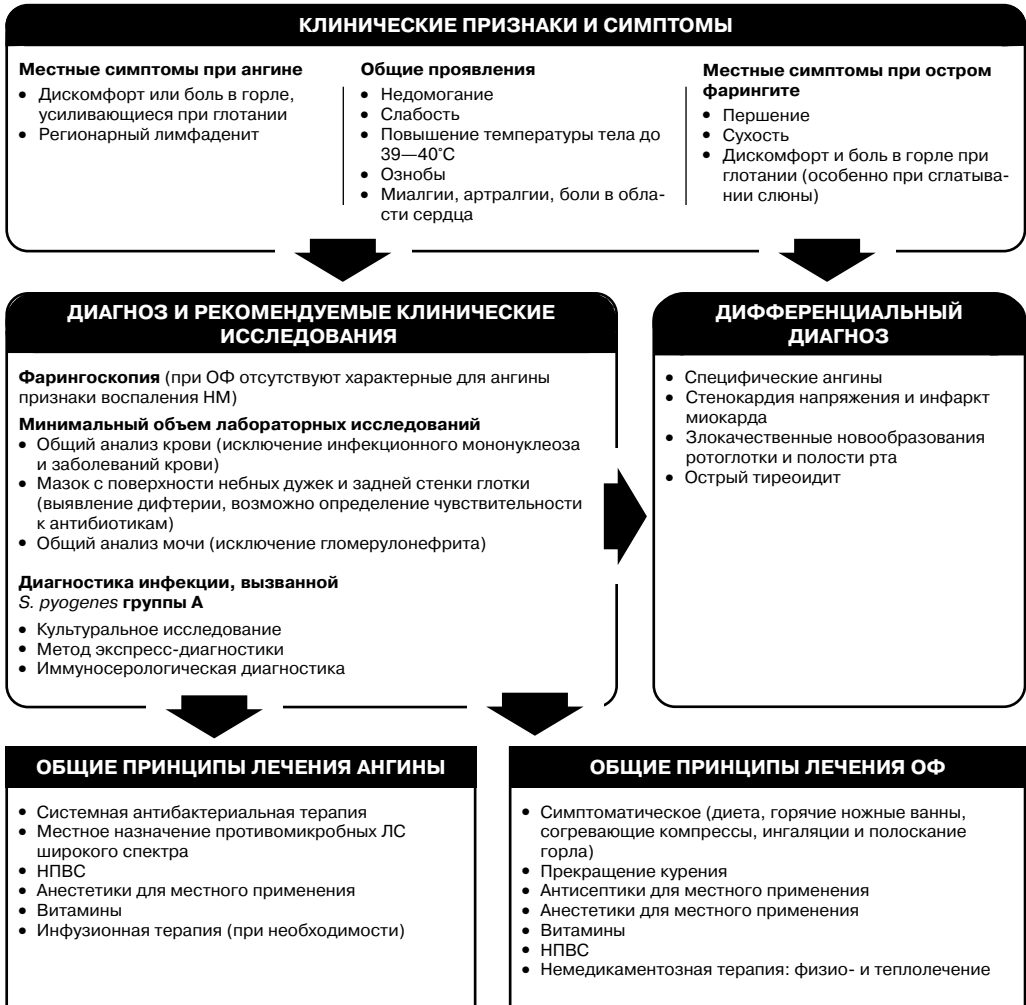 КЛИНИЧЕСКИЕ ПРИЗНАКИ И СИМПТОМЫ
Местные симптомы при ангине
• Дискомфорт или боль в горле,
усиливающиеся при глотании
• Регионарный лимфаденит
Общие проявления
• Недомогание
• Слабость
• Повышение температуры тела до
39—40°С
• Ознобы
• Миалгии, артралгии, боли в обла-
сти сердца
Местные симптомы при остром
фарингите
• Першение
• Сухость
• Дискомфорт и боль в горле при
глотании (особенно при сглатыва-
нии слюны)
ДИАГНОЗ И РЕКОМЕНДУЕМЫЕ КЛИНИЧЕСКИЕ
ИССЛЕДОВАНИЯ
Фарингоскопия (при ОФ отсутствуют характерные для ангины
признаки воспаления НМ)
Минимальный объем лабораторных исследований
• Общий анализ крови (исключение инфекционного мононуклеоза
и заболеваний крови)
• Мазок с поверхности небных дужек и задней стенки глотки
(выявление дифтерии, возможно определение чувствительности
к антибиотикам)
• Общий анализ мочи (исключение гломерулонефрита)
Диагностика инфекции, вызванной
S. pyogenes группы А
• Культуральное исследование
• Метод экспресс-диагностики
• Иммуносерологическая диагностика
ДИФФЕРЕНЦИАЛЬНЫЙ
ДИАГНОЗ
• Специфические ангины
• Стенокардия напряжения и инфаркт
миокарда
• Злокачественные новообразования
ротоглотки и полости рта
• Острый тиреоидит
ОБЩИЕ ПРИНЦИПЫ ЛЕЧЕНИЯ АНГИНЫ
• Системная антибактериальная терапия
• Местное назначение противомикробных ЛС
широкого спектра
• НПВС
• Анестетики для местного применения
• Витамины
• Инфузионная терапия (при необходимости)
ОБЩИЕ ПРИНЦИПЫ ЛЕЧЕНИЯ ОФ
• Симптоматическое (диета, горячие ножные ванны,
согревающие компрессы, ингаляции и полоскание
горла)
• Прекращение курения
• Антисептики для местного применения
• Анестетики для местного применения
• Витамины
• НПВС
• Немедикаментозная терапия: физио- и теплолечение